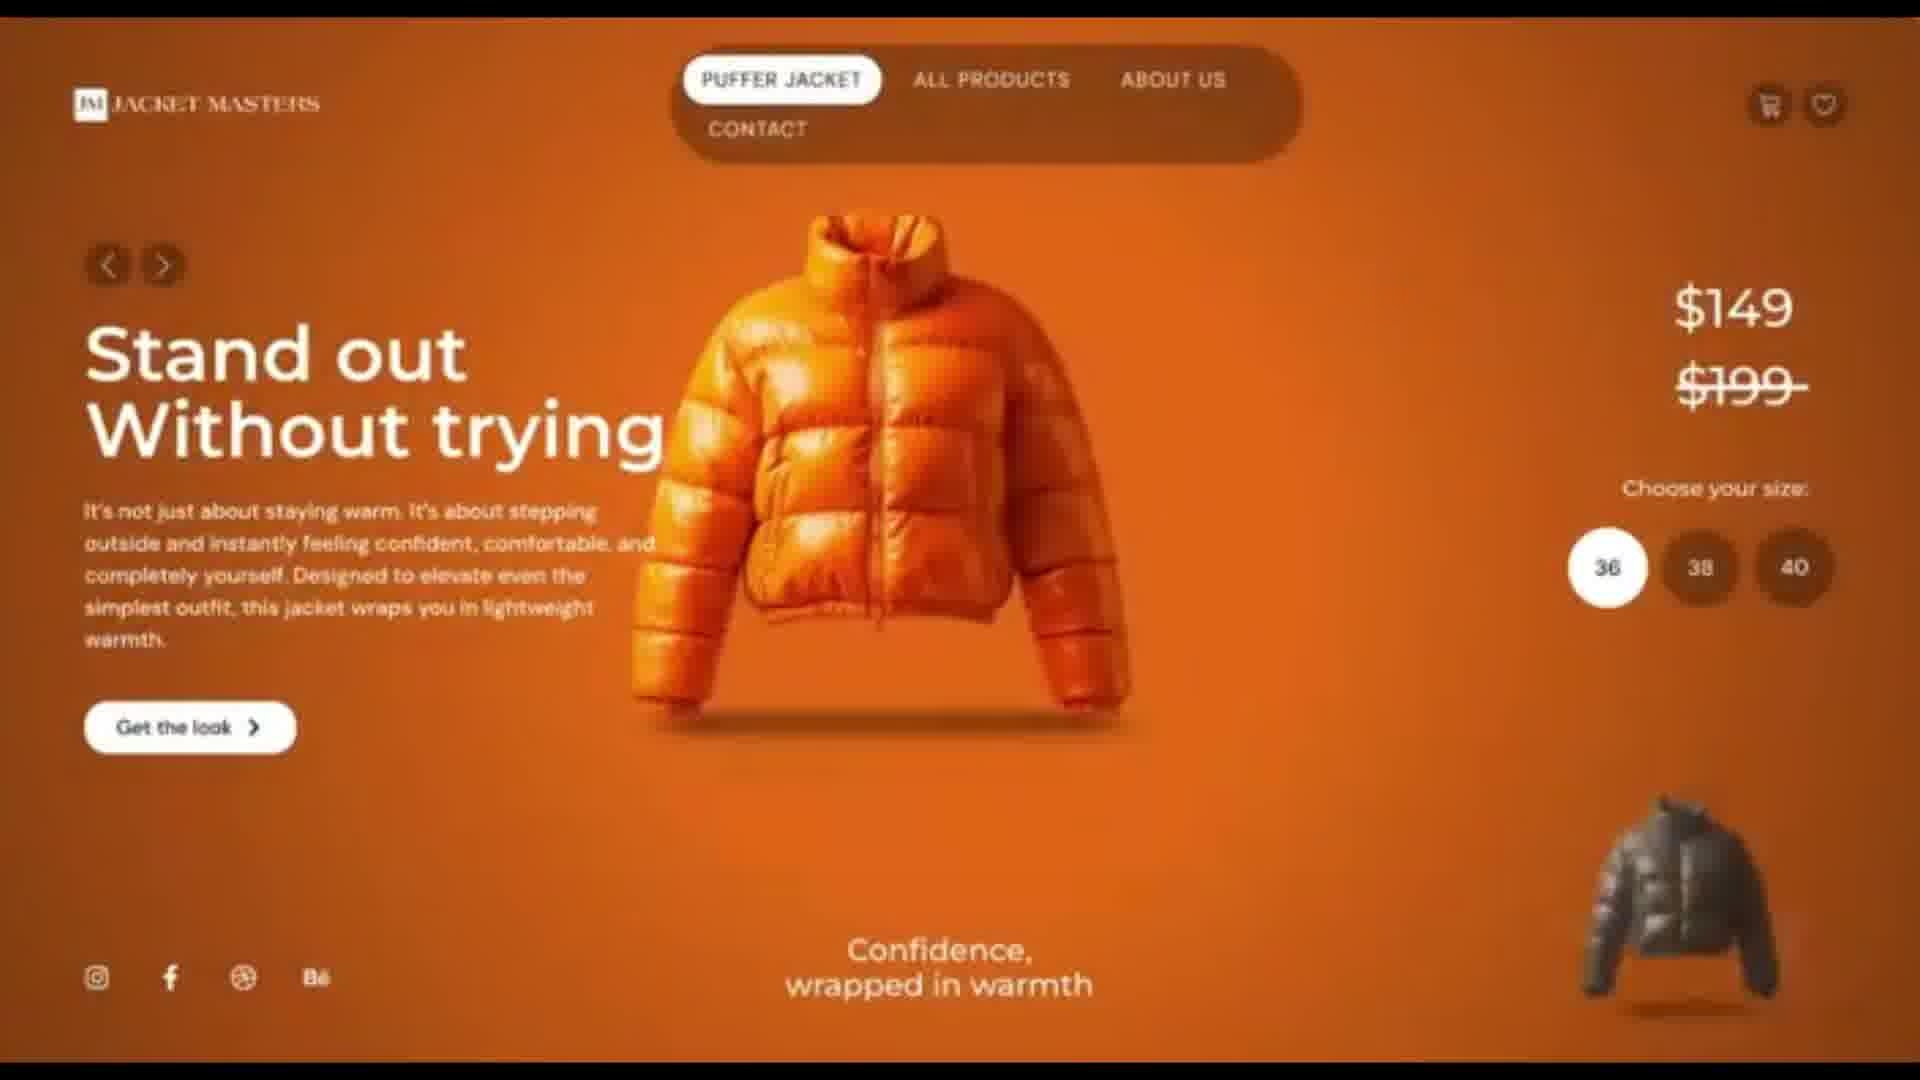 JM JACKET MASTERS
PUFFER JACKET ALL PRODUCTS ABOUT US
CONTACT
Stand out
Without trying
It's not just about staying warm. It's about stepping
outside and instantly feeling confident, comfortable, and
completely yourself. Designed to elevate even the
simplest outfit, this jacket wraps you in lightweight
warmth.
Get the look
$149
$199
Choose your size:
36 38 40
Confidence,
wrapped in warmth
Bē